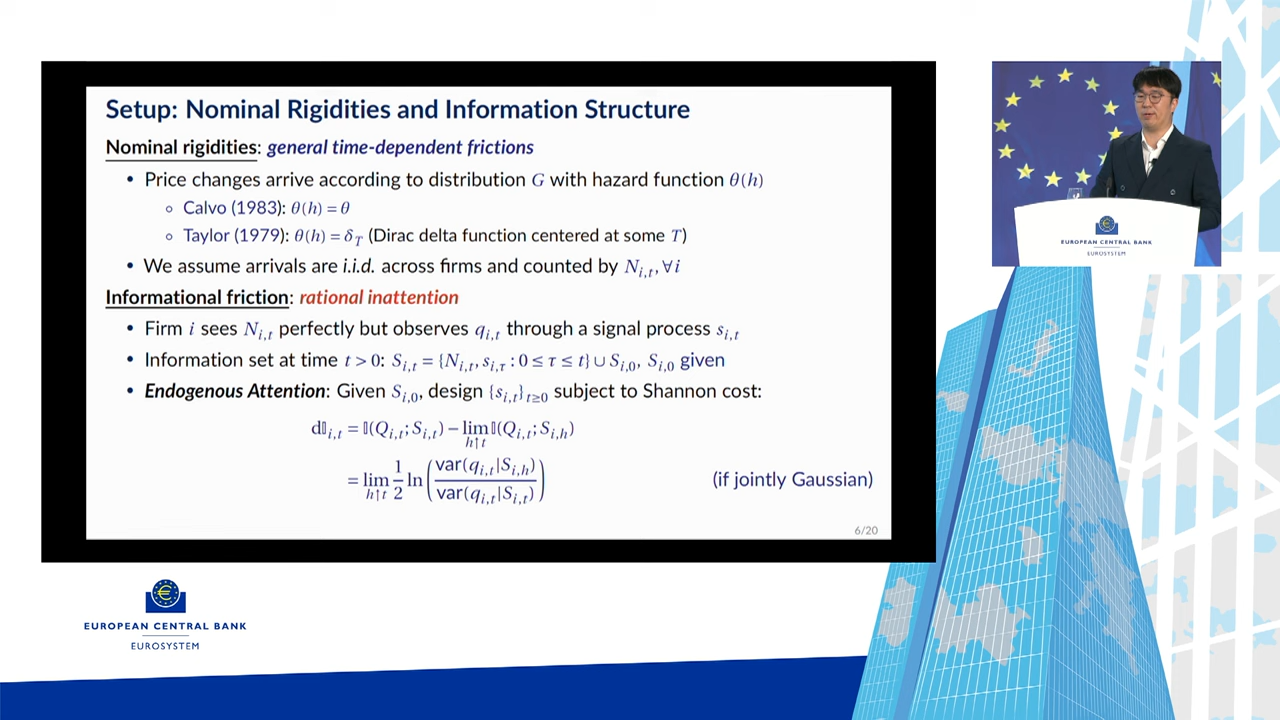 Setup: Nominal Rigidities and Information Structure
Nominal rigidities: general time-dependent frictions
• Price changes arrive according to distribution G with hazard function θ(h)
∘ Calvo (1983): θ(h) = θ
∘ Taylor (1979): θ(h) = δ_T (Dirac delta function centered at some T)
• We assume arrivals are i.i.d. across firms and counted by N_{i,t}, ∀i
Informational friction: rational inattention
• Firm i sees N_{i,t} perfectly but observes q_{i,t} through a signal process s_{i,t}
• Information set at time t > 0: S_{i,t} = {N_{i,t}, s_{i,τ} : 0 ≤ τ ≤ t} ∪ S_{i,0}, S_{i,0} given
• Endogenous Attention: Given S_{i,0}, design {s_{i,t}}_{t≥0} subject to Shannon cost:
d𝕀_{i,t} = 𝕀(Q_{i,t}; S_{i,t}) − lim_{h↑t} 𝕀(Q_{i,t}; S_{i,h})
= lim_{h↑t} 1/2 ln(var(q_{i,t}|S_{i,h}) / var(q_{i,t}|S_{i,t})) (if jointly Gaussian)
6/20
EUROPEAN CENTRAL BANK
EUROSYSTEM
EUROPEAN CENTRAL BANK
EUROSYSTEM